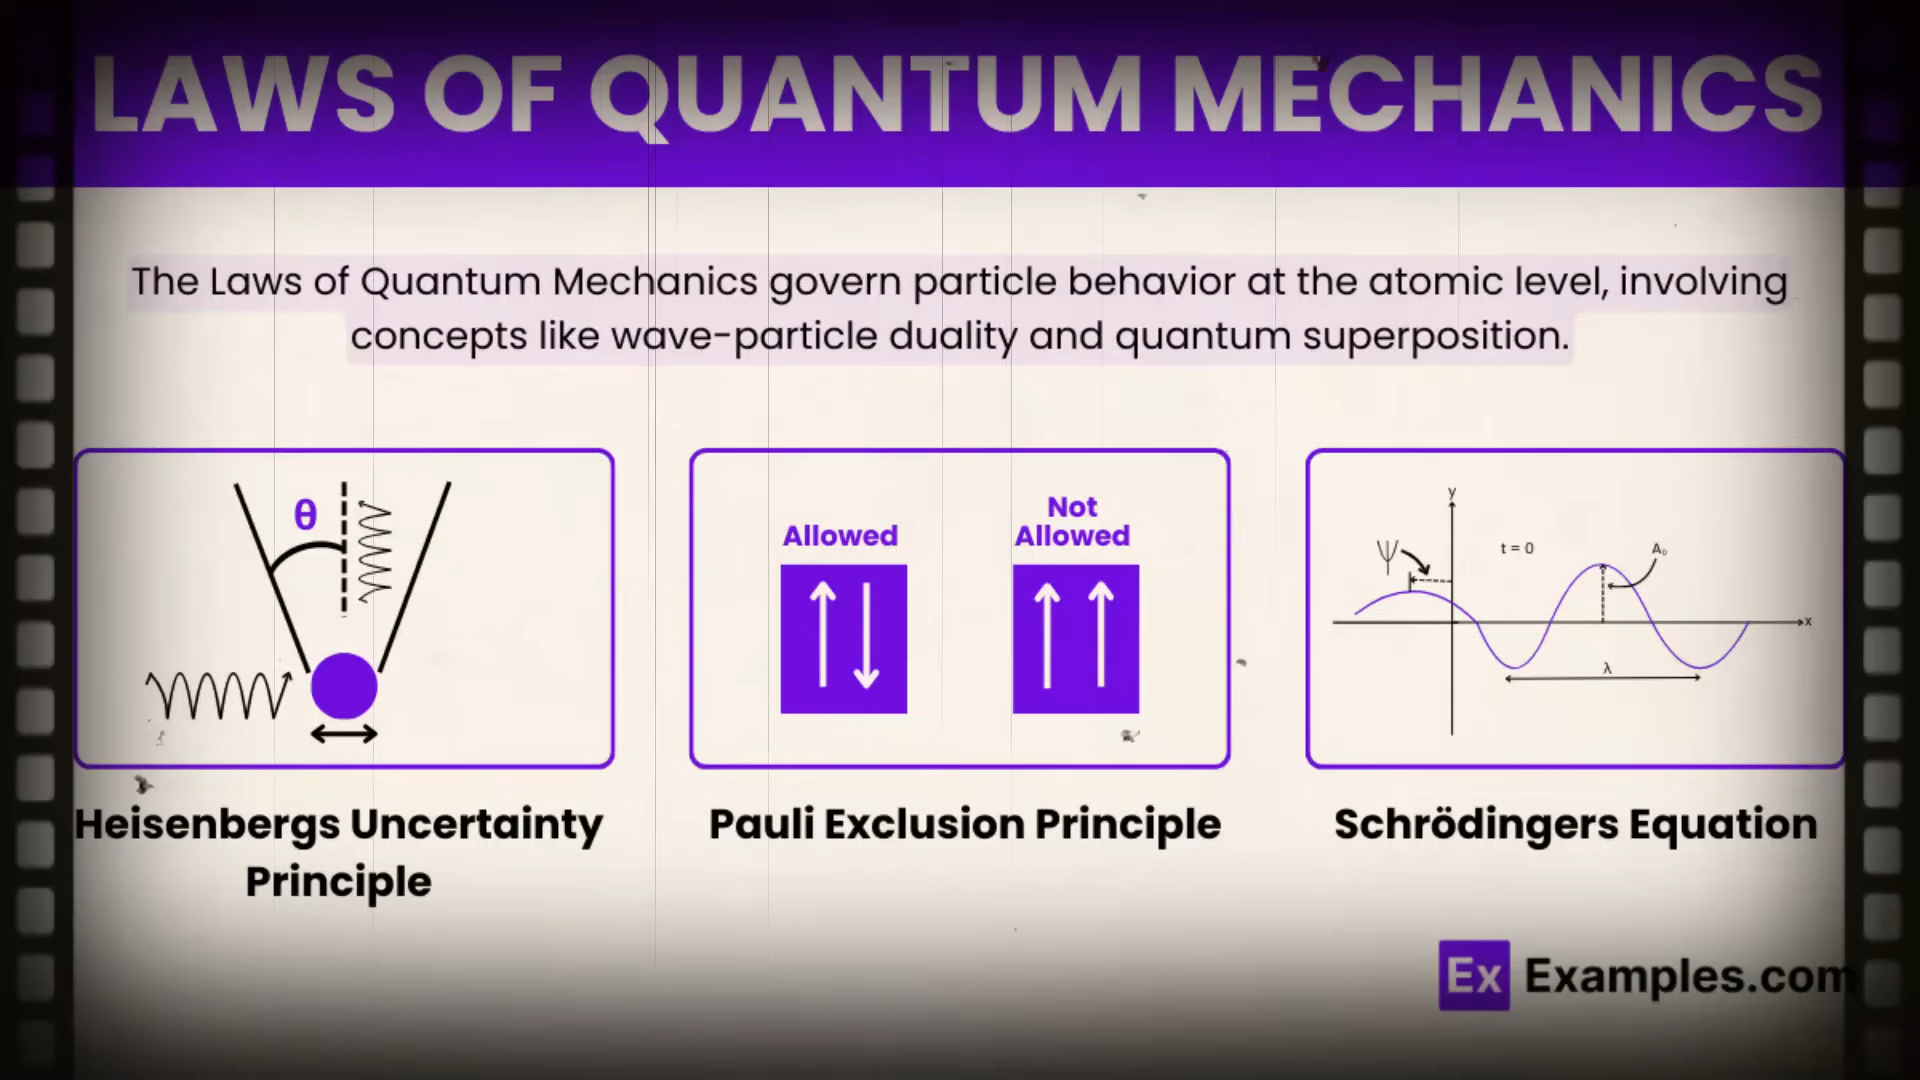 LAWS OF QUANTUM MECHANICS
The Laws of Quantum Mechanics govern particle behavior at the atomic level, involving
concepts like wave-particle duality and quantum superposition.
θ
Allowed
Not
Allowed
y
Ψ
t = 0
A₀
x
λ
Heisenbergs Uncertainty
Principle
Pauli Exclusion Principle
Schrödingers Equation
Ex Examples.com